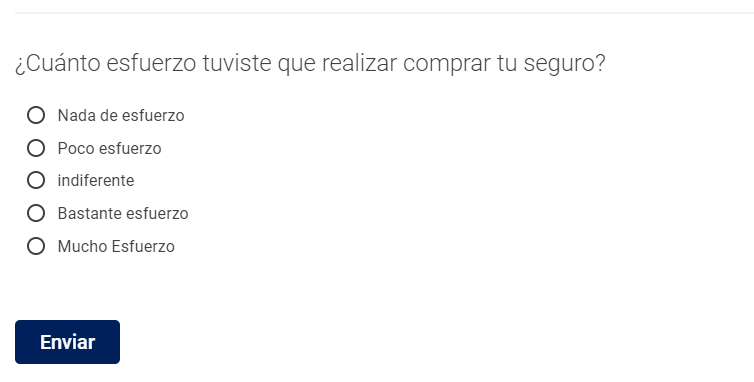 ¿Cuánto esfuerzo tuviste que realizar comprar tu seguro?
Nada de esfuerzo
Poco esfuerzo
indiferente
Bastante esfuerzo
Mucho Esfuerzo
Enviar